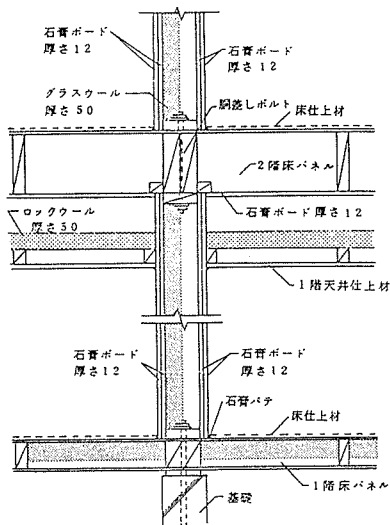 石膏ボード
厚さ12
石膏ボード
厚さ12
グラスウール
厚さ50
胴差しボルト
床仕上材
2階床パネル
石膏ボード厚さ12
ロックウール
厚さ50
1階天井仕上材
石膏ボード
厚さ12
石膏ボード
厚さ12
石膏パテ
床仕上材
1階床パネル
基礎